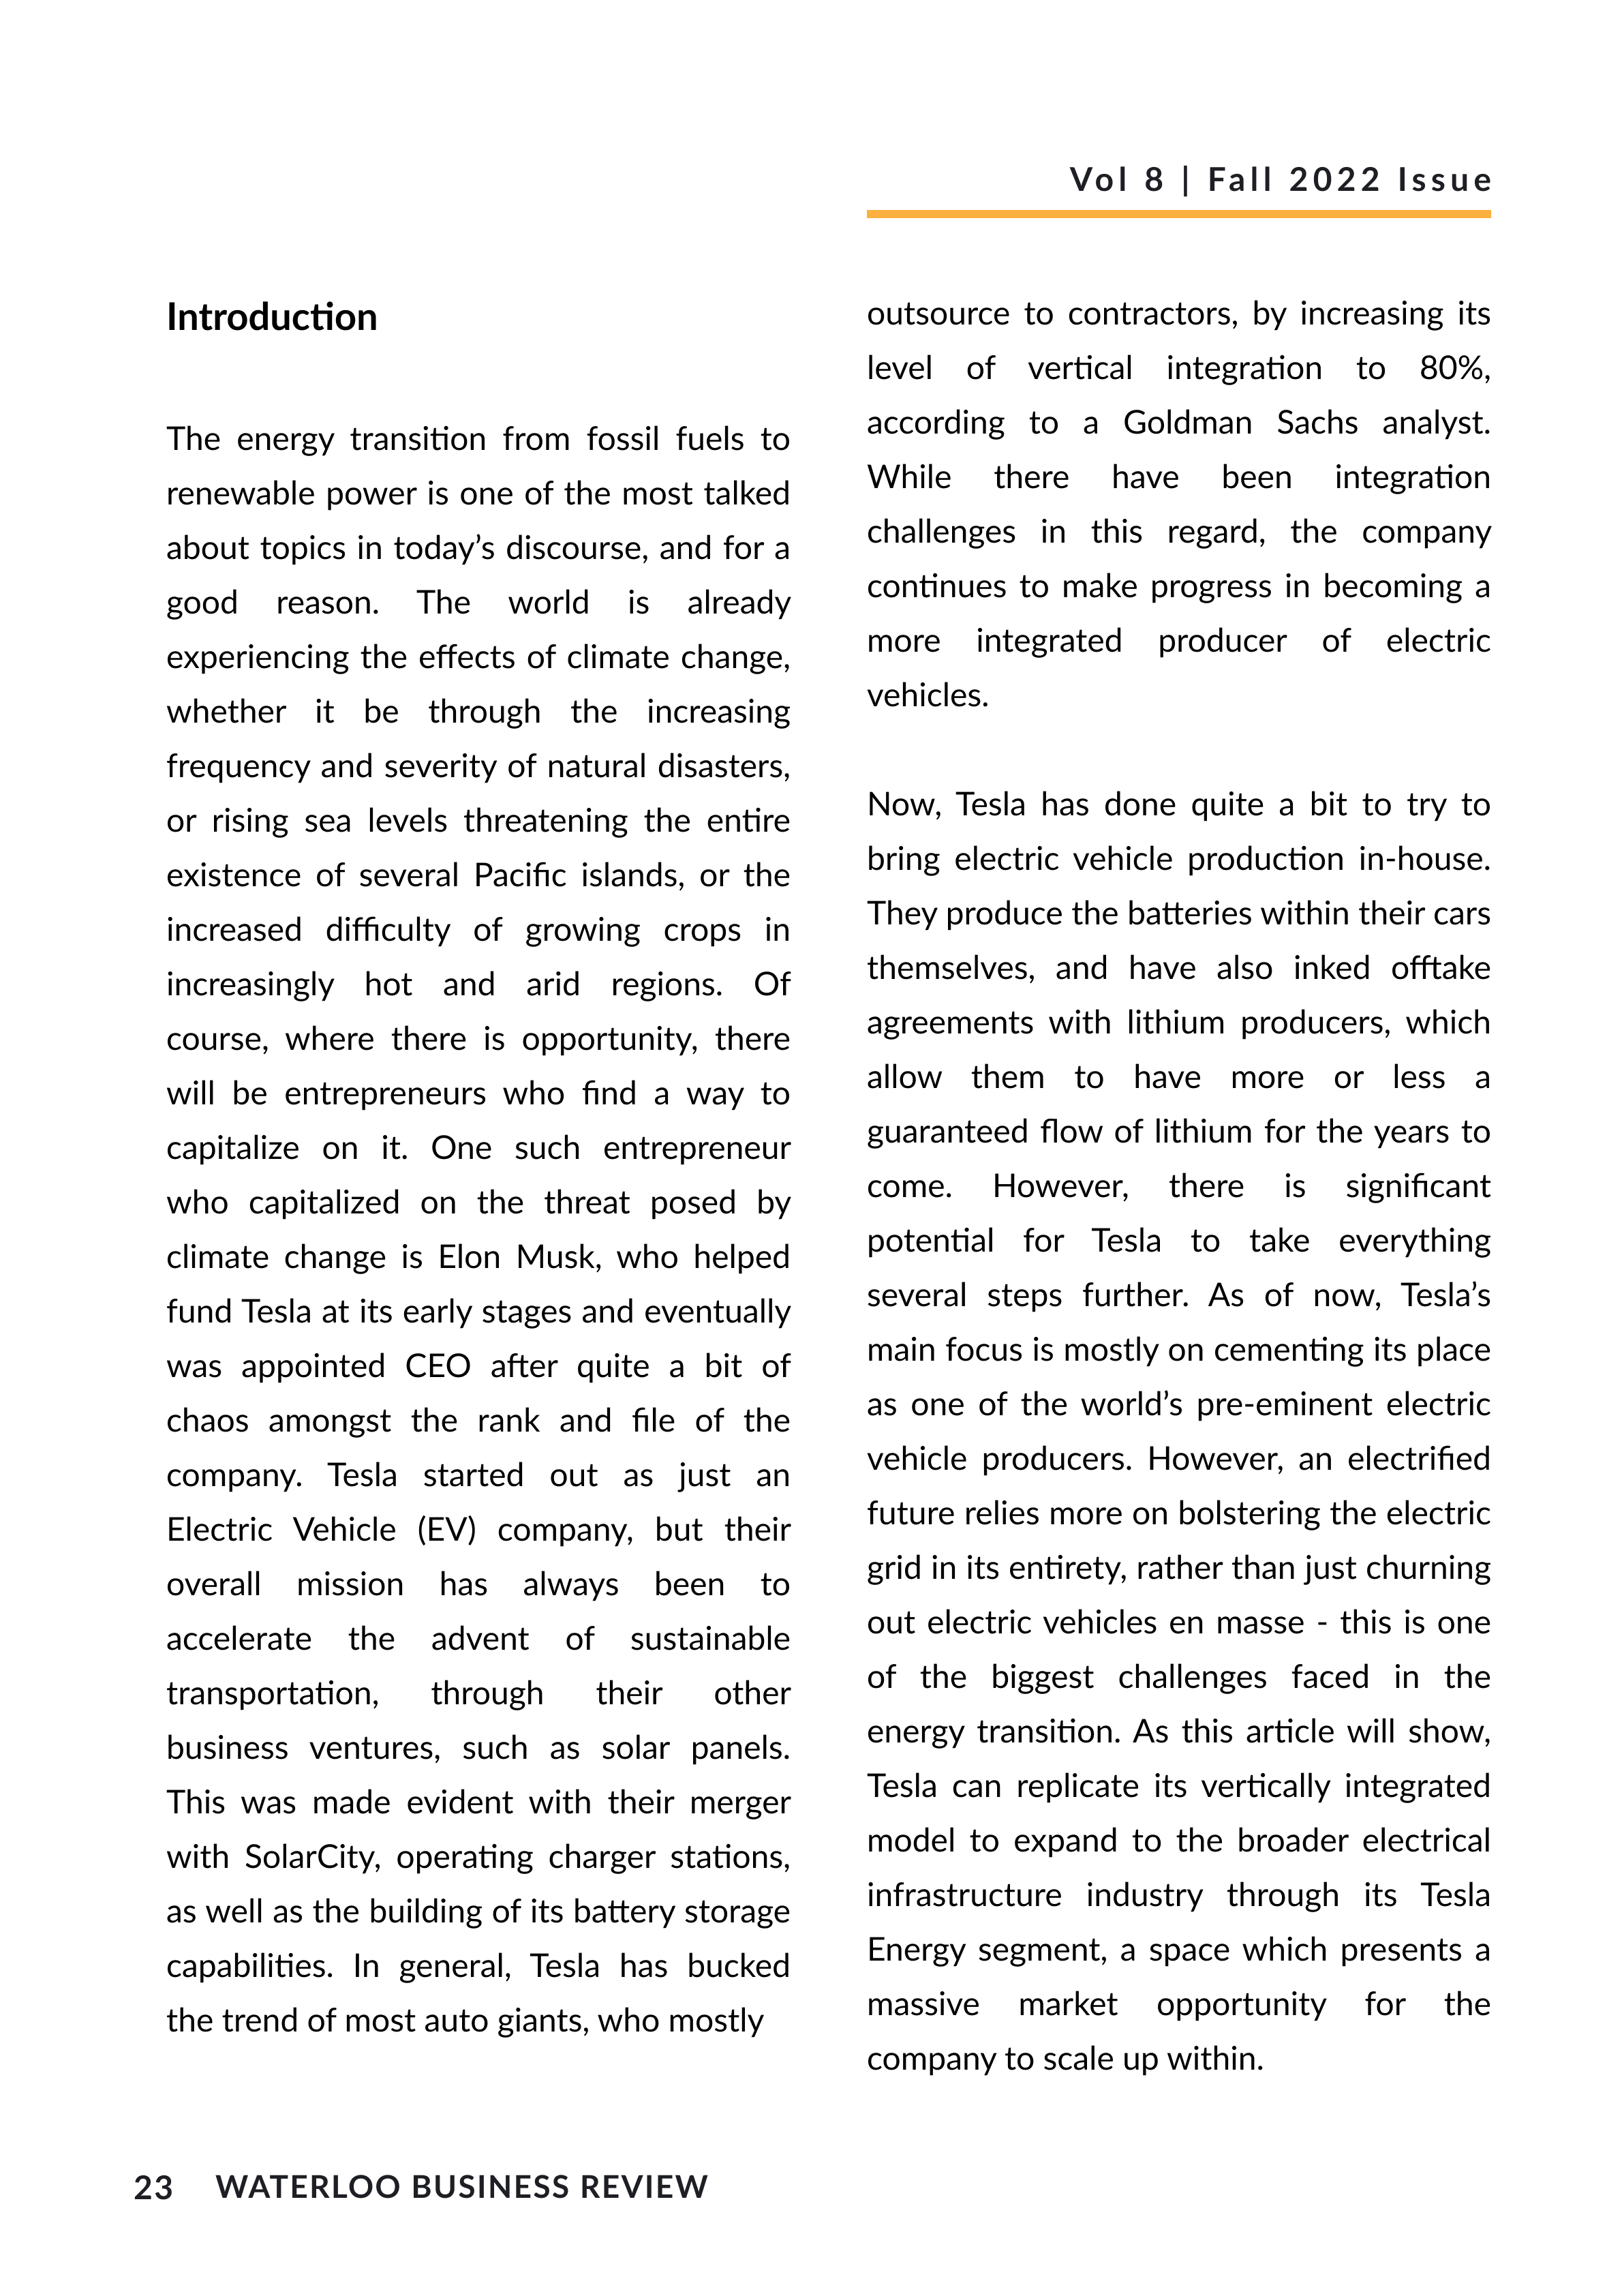 Vol 8 | Fall 2022 Issue
Introduction
The energy transition from fossil fuels to
renewable power is one of the most talked
about topics in today’s discourse, and for a
good reason. The world is already
experiencing the effects of climate change,
whether it be through the increasing
frequency and severity of natural disasters,
or rising sea levels threatening the entire
existence of several Pacific islands, or the
increased difficulty of growing crops in
increasingly hot and arid regions. Of
course, where there is opportunity, there
will be entrepreneurs who find a way to
capitalize on it. One such entrepreneur
who capitalized on the threat posed by
climate change is Elon Musk, who helped
fund Tesla at its early stages and eventually
was appointed CEO after quite a bit of
chaos amongst the rank and file of the
company. Tesla started out as just an
Electric Vehicle (EV) company, but their
overall mission has always been to
accelerate the advent of sustainable
transportation, through their other
business ventures, such as solar panels.
This was made evident with their merger
with SolarCity, operating charger stations,
as well as the building of its battery storage
capabilities. In general, Tesla has bucked
the trend of most auto giants, who mostly
outsource to contractors, by increasing its
level of vertical integration to 80%,
according to a Goldman Sachs analyst.
While there have been integration
challenges in this regard, the company
continues to make progress in becoming a
more integrated producer of electric
vehicles.
Now, Tesla has done quite a bit to try to
bring electric vehicle production in-house.
They produce the batteries within their cars
themselves, and have also inked offtake
agreements with lithium producers, which
allow them to have more or less a
guaranteed flow of lithium for the years to
come. However, there is significant
potential for Tesla to take everything
several steps further. As of now, Tesla’s
main focus is mostly on cementing its place
as one of the world’s pre-eminent electric
vehicle producers. However, an electrified
future relies more on bolstering the electric
grid in its entirety, rather than just churning
out electric vehicles en masse - this is one
of the biggest challenges faced in the
energy transition. As this article will show,
Tesla can replicate its vertically integrated
model to expand to the broader electrical
infrastructure industry through its Tesla
Energy segment, a space which presents a
massive market opportunity for the
company to scale up within.
23 WATERLOO BUSINESS REVIEW